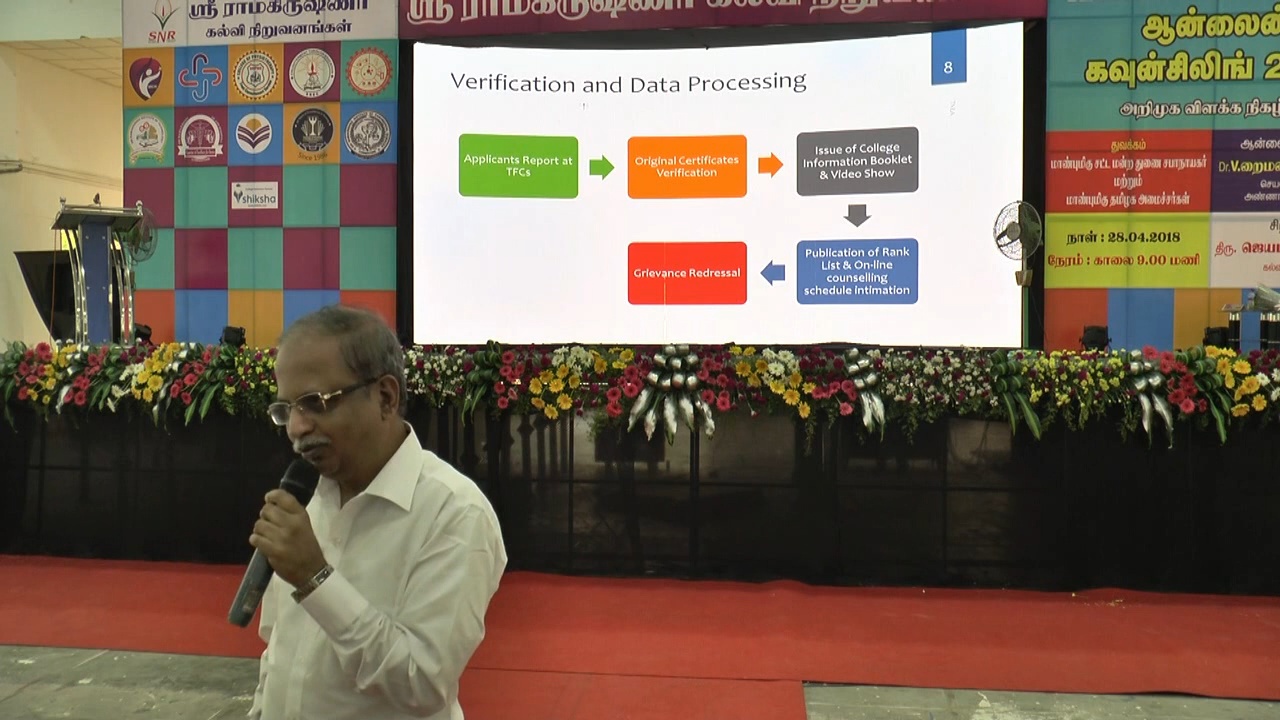 ஸ்ரீ ராமகிருஷ்ணா
கல்வி நிறுவனங்கள்
SNR
ஸ்ரீ ராமகிருஷ்ணா கல்வி
Verification and Data Processing
8
Applicants Report at
TFCs
Original Certificates
Verification
Issue of College
Information Booklet
& Video Show
Publication of Rank
List & On-line
counselling
schedule intimation
Grievance Redressal
shiksha
Since 1986
கவுன்சிலிங் 2
அறிமுக விளக்க
துவக்கம்
மாண்புமிகு சட்ட மன்ற துணை சபாநாயகர்
மற்றும்
மாண்புமிகு தமிழக அமைச்சர்கள்
நாள் : 28.04.2018
நேரம் : காலை 9.00 மணி
Dr.V.
திரு.